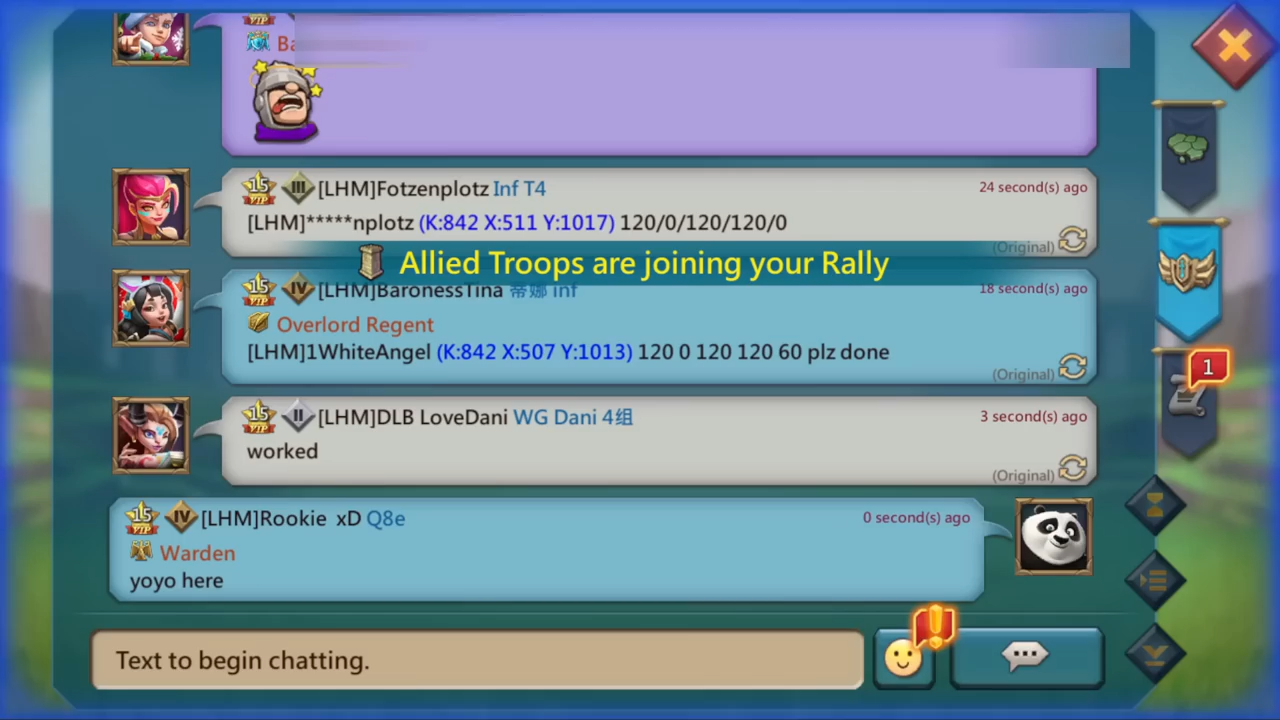 VIP
15 VIP III [LHM]Fotzenplotz Inf T4 24 second(s) ago
[LHM]*****nplotz (K:842 X:511 Y:1017) 120/0/120/120/0
(Original)
Allied Troops are joining your Rally
15 VIP IV [LHM]BaronessTina 蒂娜 inf 18 second(s) ago
Overlord Regent
[LHM]1WhiteAngel (K:842 X:507 Y:1013) 120 0 120 120 60 plz done
(Original)
1
15 VIP II [LHM]DLB LoveDani WG Dani 4组 3 second(s) ago
worked
(Original)
15 VIP IV [LHM]Rookie xD Q8e 0 second(s) ago
Warden
yoyo here
Text to begin chatting.